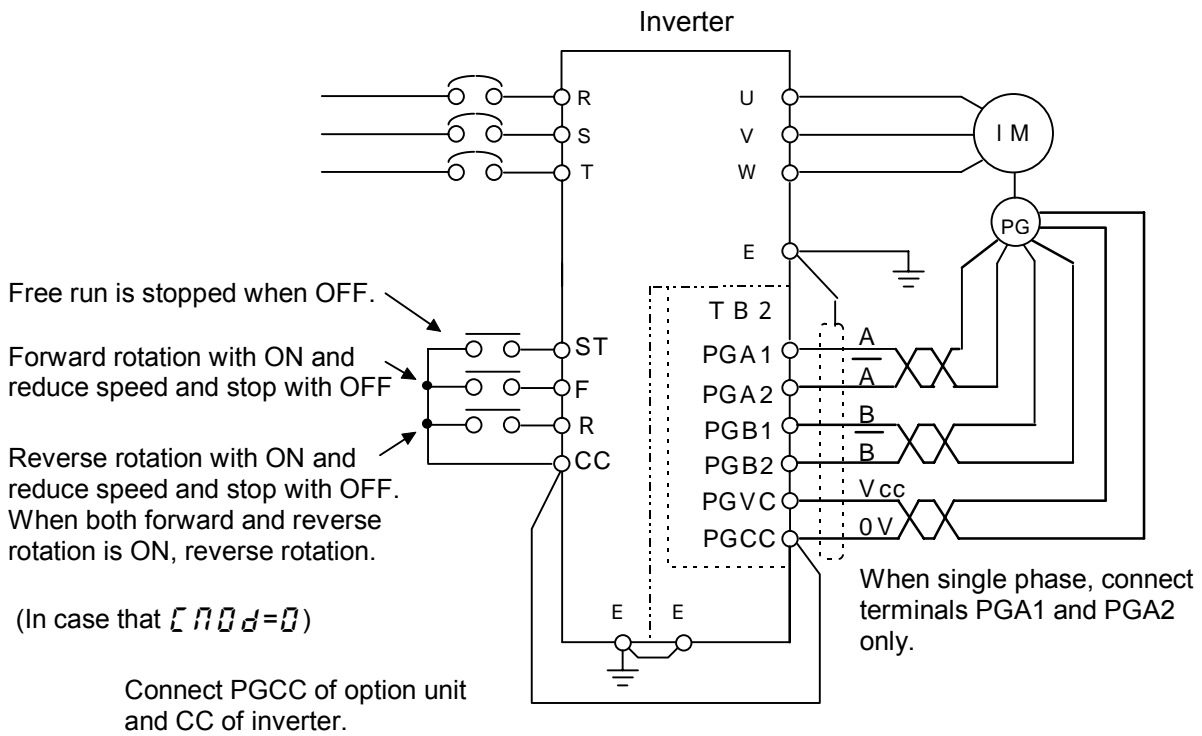 Inverter
R
U
S
V
I M
T
W
PG
E
Free run is stopped when OFF.
T B 2
ST
A
PGA1
Forward rotation with ON and
reduce speed and stop with OFF
F
A
PGA2
R
B
PGB1
Reverse rotation with ON and
reduce speed and stop with OFF.
When both forward and reverse
rotation is ON, reverse rotation.
CC
B
PGB2
Vcc
PGVC
0V
PGCC
When single phase, connect
terminals PGA1 and PGA2
only.
(In case that CMOd=0)
E E
Connect PGCC of option unit
and CC of inverter.